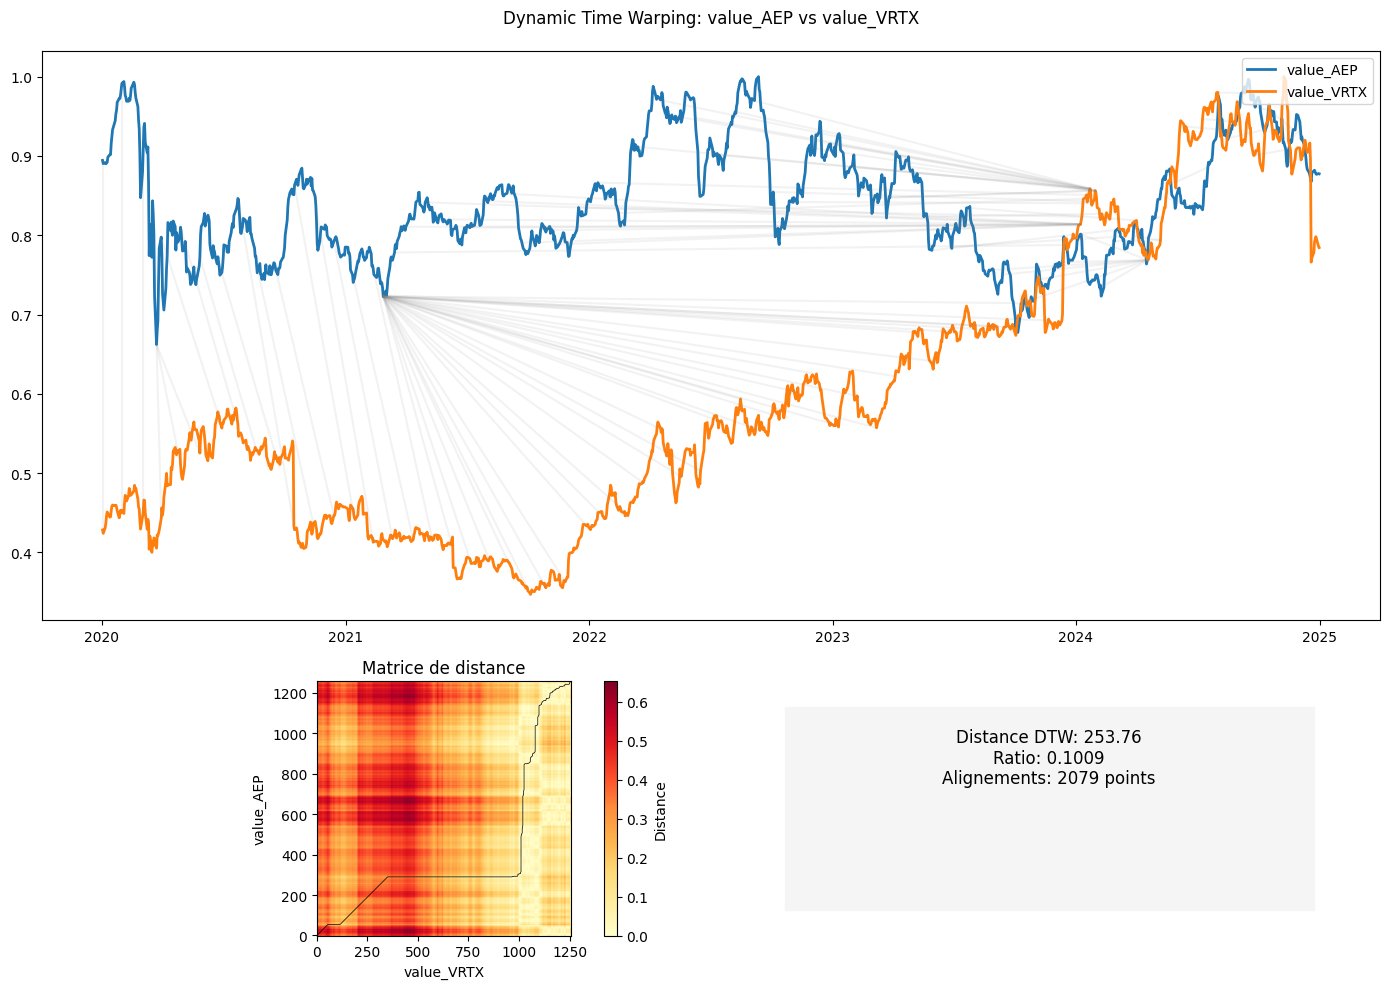 Dynamic Time Warping: value_AEP vs value_VRTX
1.0
0.9
0.8
0.7
0.6
0.5
0.4
value_AEP
value_VRTX
2020 2021 2022 2023 2024 2025
Matrice de distance
value_AEP
1200
1000
800
600
400
200
0
0 250 500 750 1000 1250
value_VRTX
0.6
0.5
0.4
0.3
0.2
0.1
0.0
Distance
Distance DTW: 253.76
Ratio: 0.1009
Alignements: 2079 points